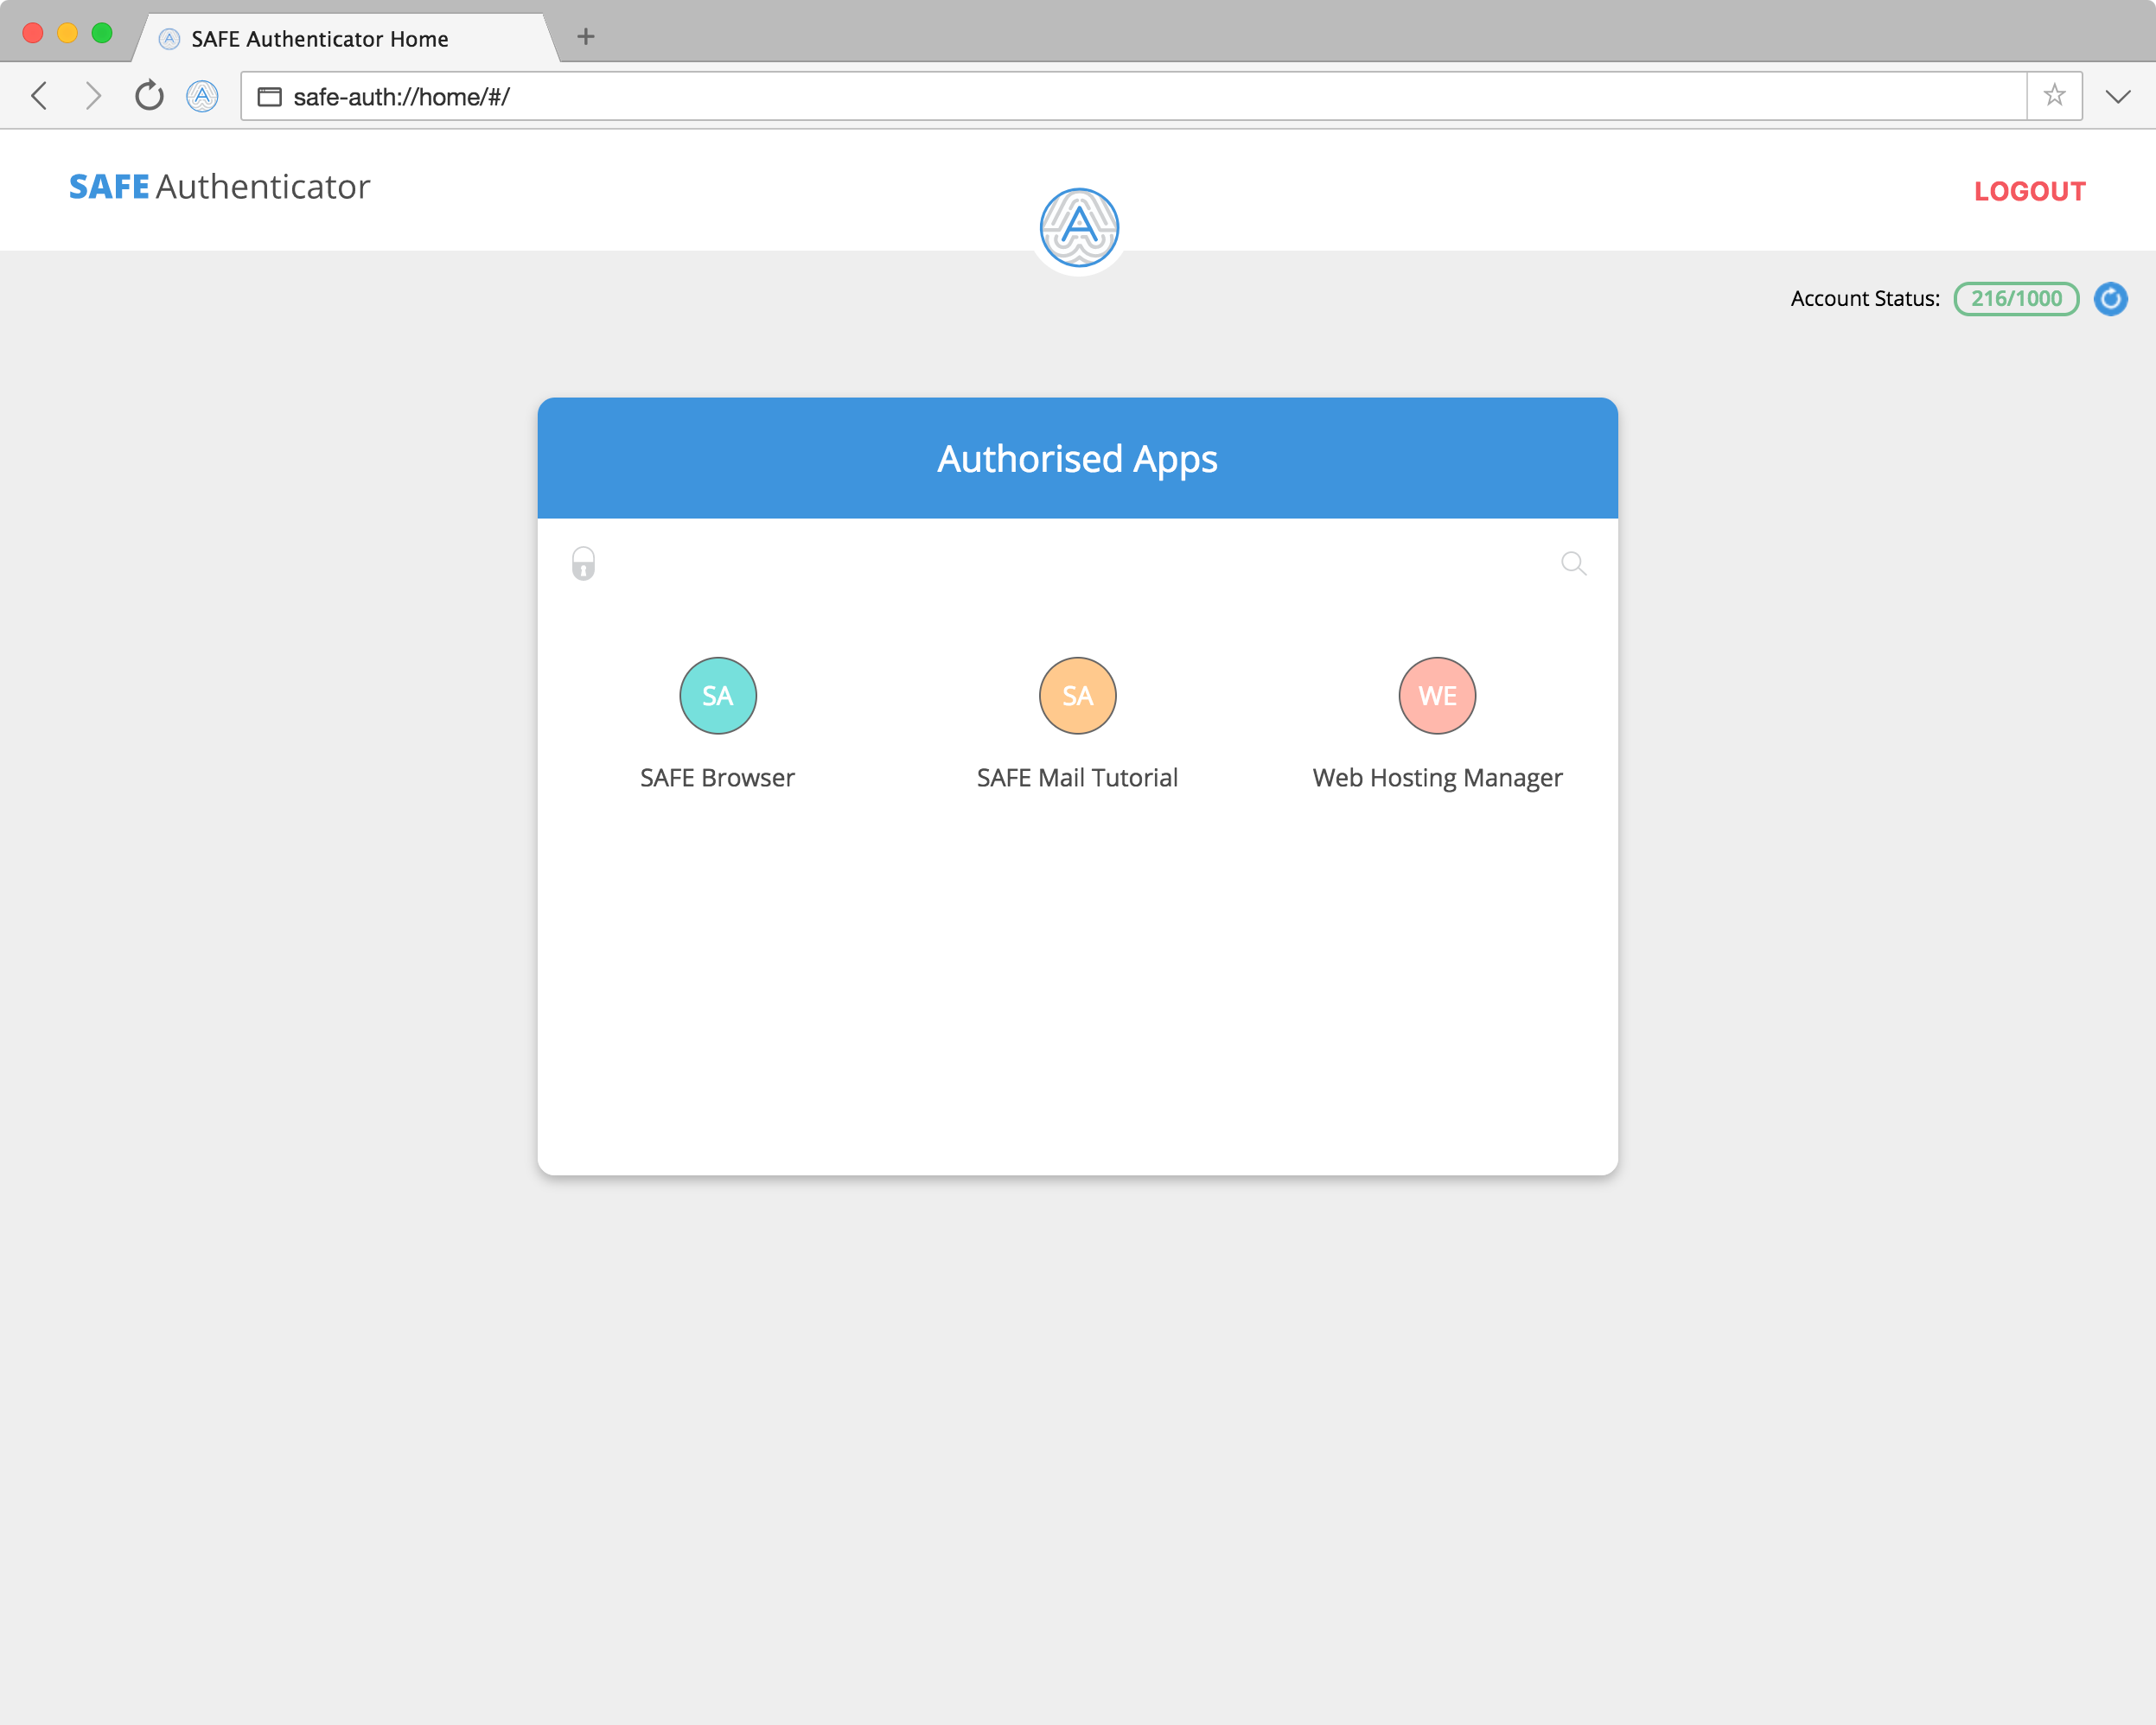 SAFE Authenticator Home
safe-auth://home/#/
SAFE Authenticator
LOGOUT
Account Status: 216/1000
Authorised Apps
SA SA WE
SAFE Browser SAFE Mail Tutorial Web Hosting Manager